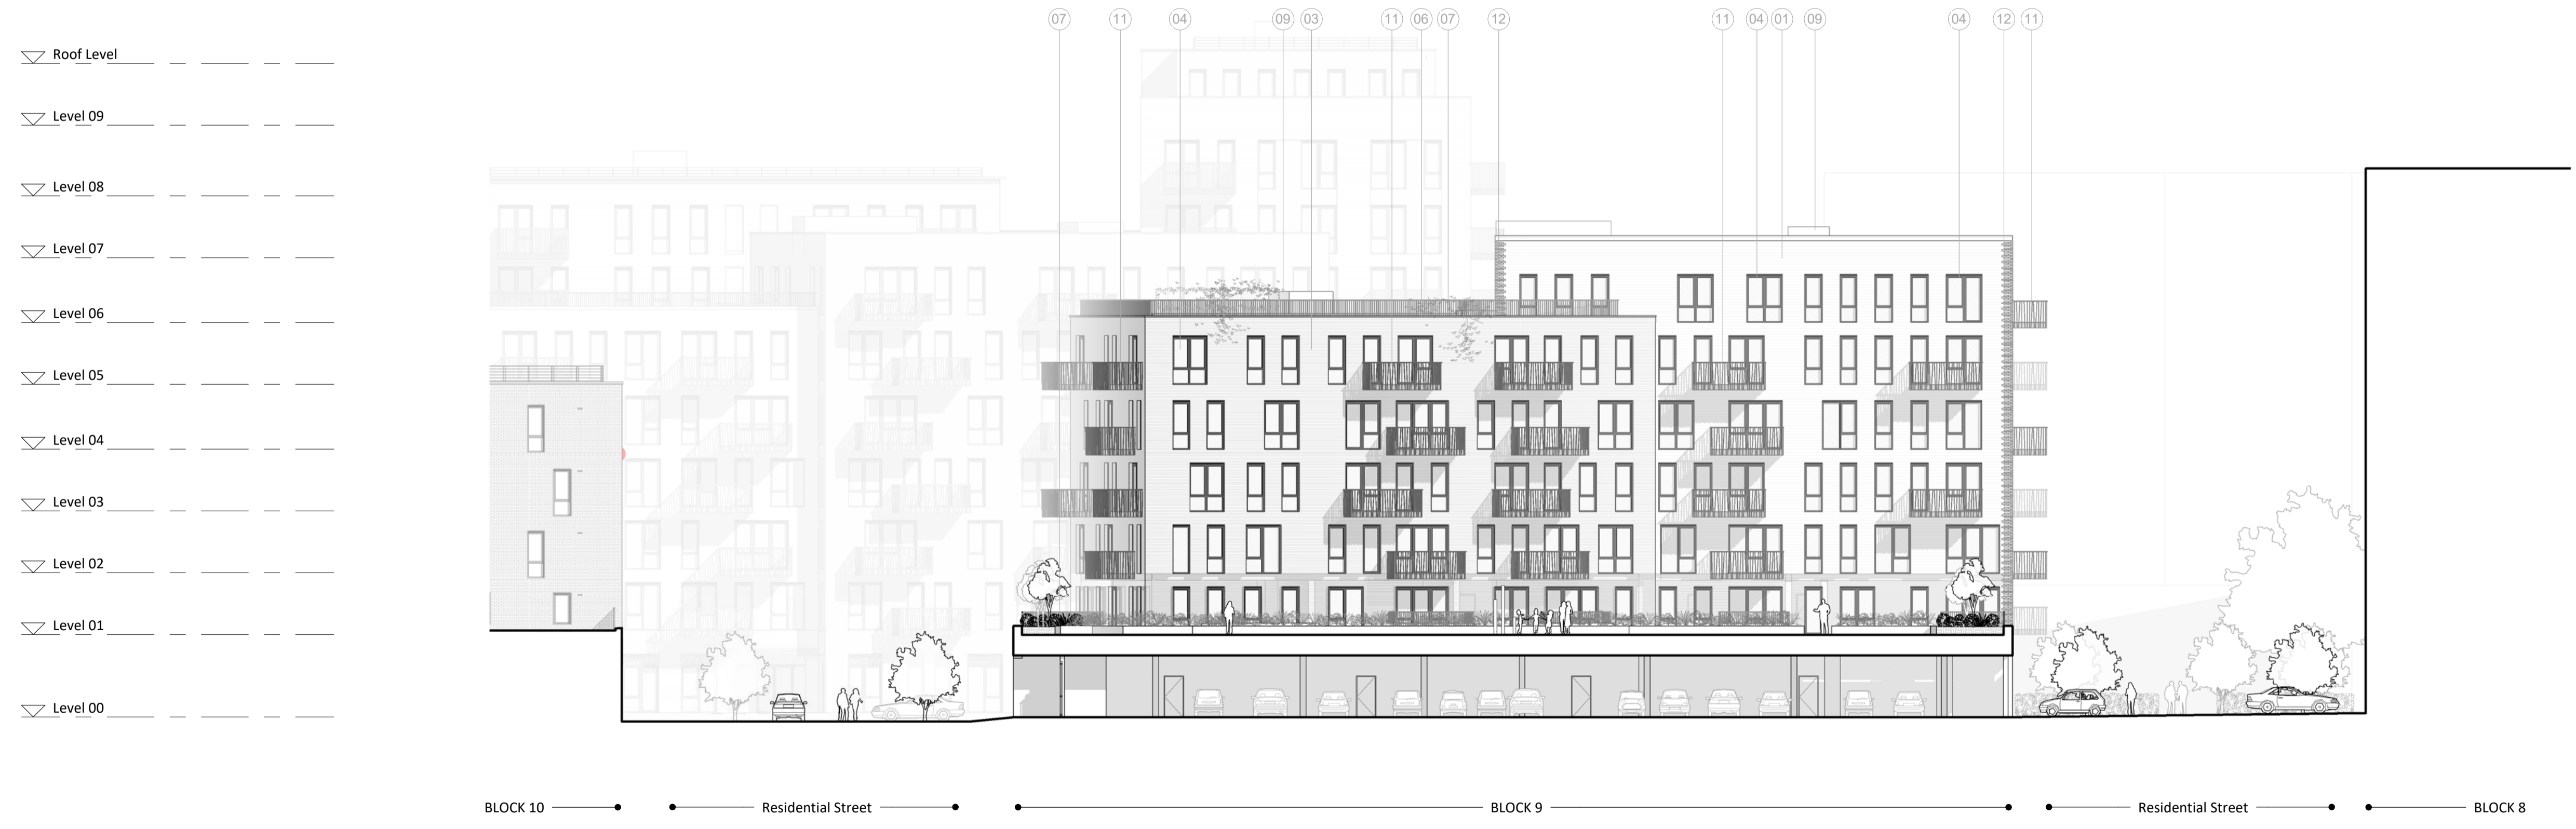 07 11 04 09 03 11 06 07 12 11 04 01 09 04 12 11
Roof Level
Level 09
Level 08
Level 07
Level 06
Level 05
Level 04
Level 03
Level 02
Level 01
Level 00
BLOCK 10 Residential Street BLOCK 9 Residential Street BLOCK 8